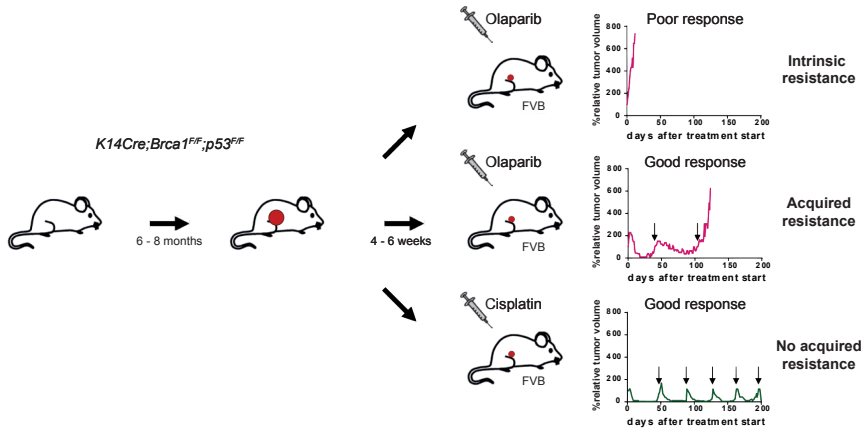 K14Cre;Brca1F/F;p53F/F
6 - 8 months
4 - 6 weeks
Olaparib
FVB
Poor response
%relative tumor volume
800
600
400
200
0
0 50 100 150 200
days after treatment start
Intrinsic
resistance
Olaparib
FVB
Good response
%relative tumor volume
800
600
400
200
0
0 50 100 150 200
days after treatment start
Acquired
resistance
Cisplatin
FVB
Good response
%relative tumor volume
800
600
400
200
0
0 50 100 150 200
days after treatment start
No acquired
resistance